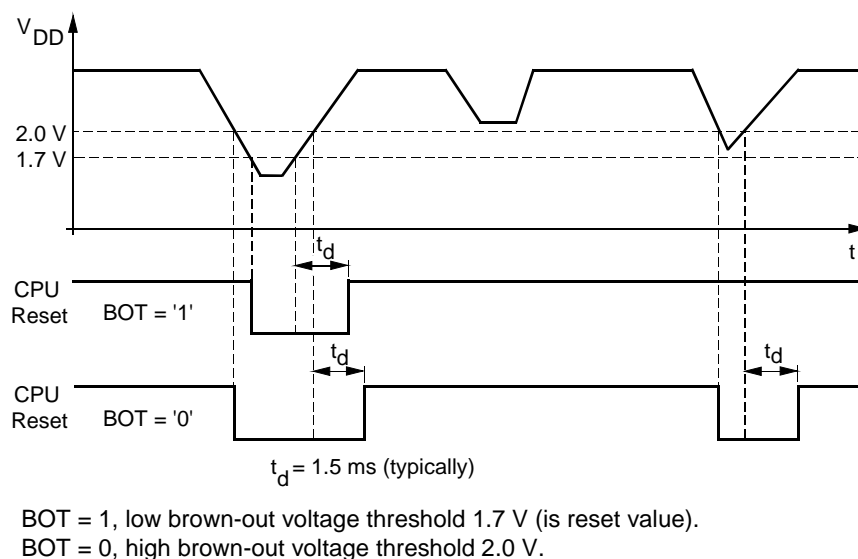 V_DD
2.0 V
1.7 V
t
t_d
CPU
Reset
BOT = '1'
t_d
t_d
CPU
Reset
BOT = '0'
t_d = 1.5 ms (typically)
BOT = 1, low brown-out voltage threshold 1.7 V (is reset value).
BOT = 0, high brown-out voltage threshold 2.0 V.